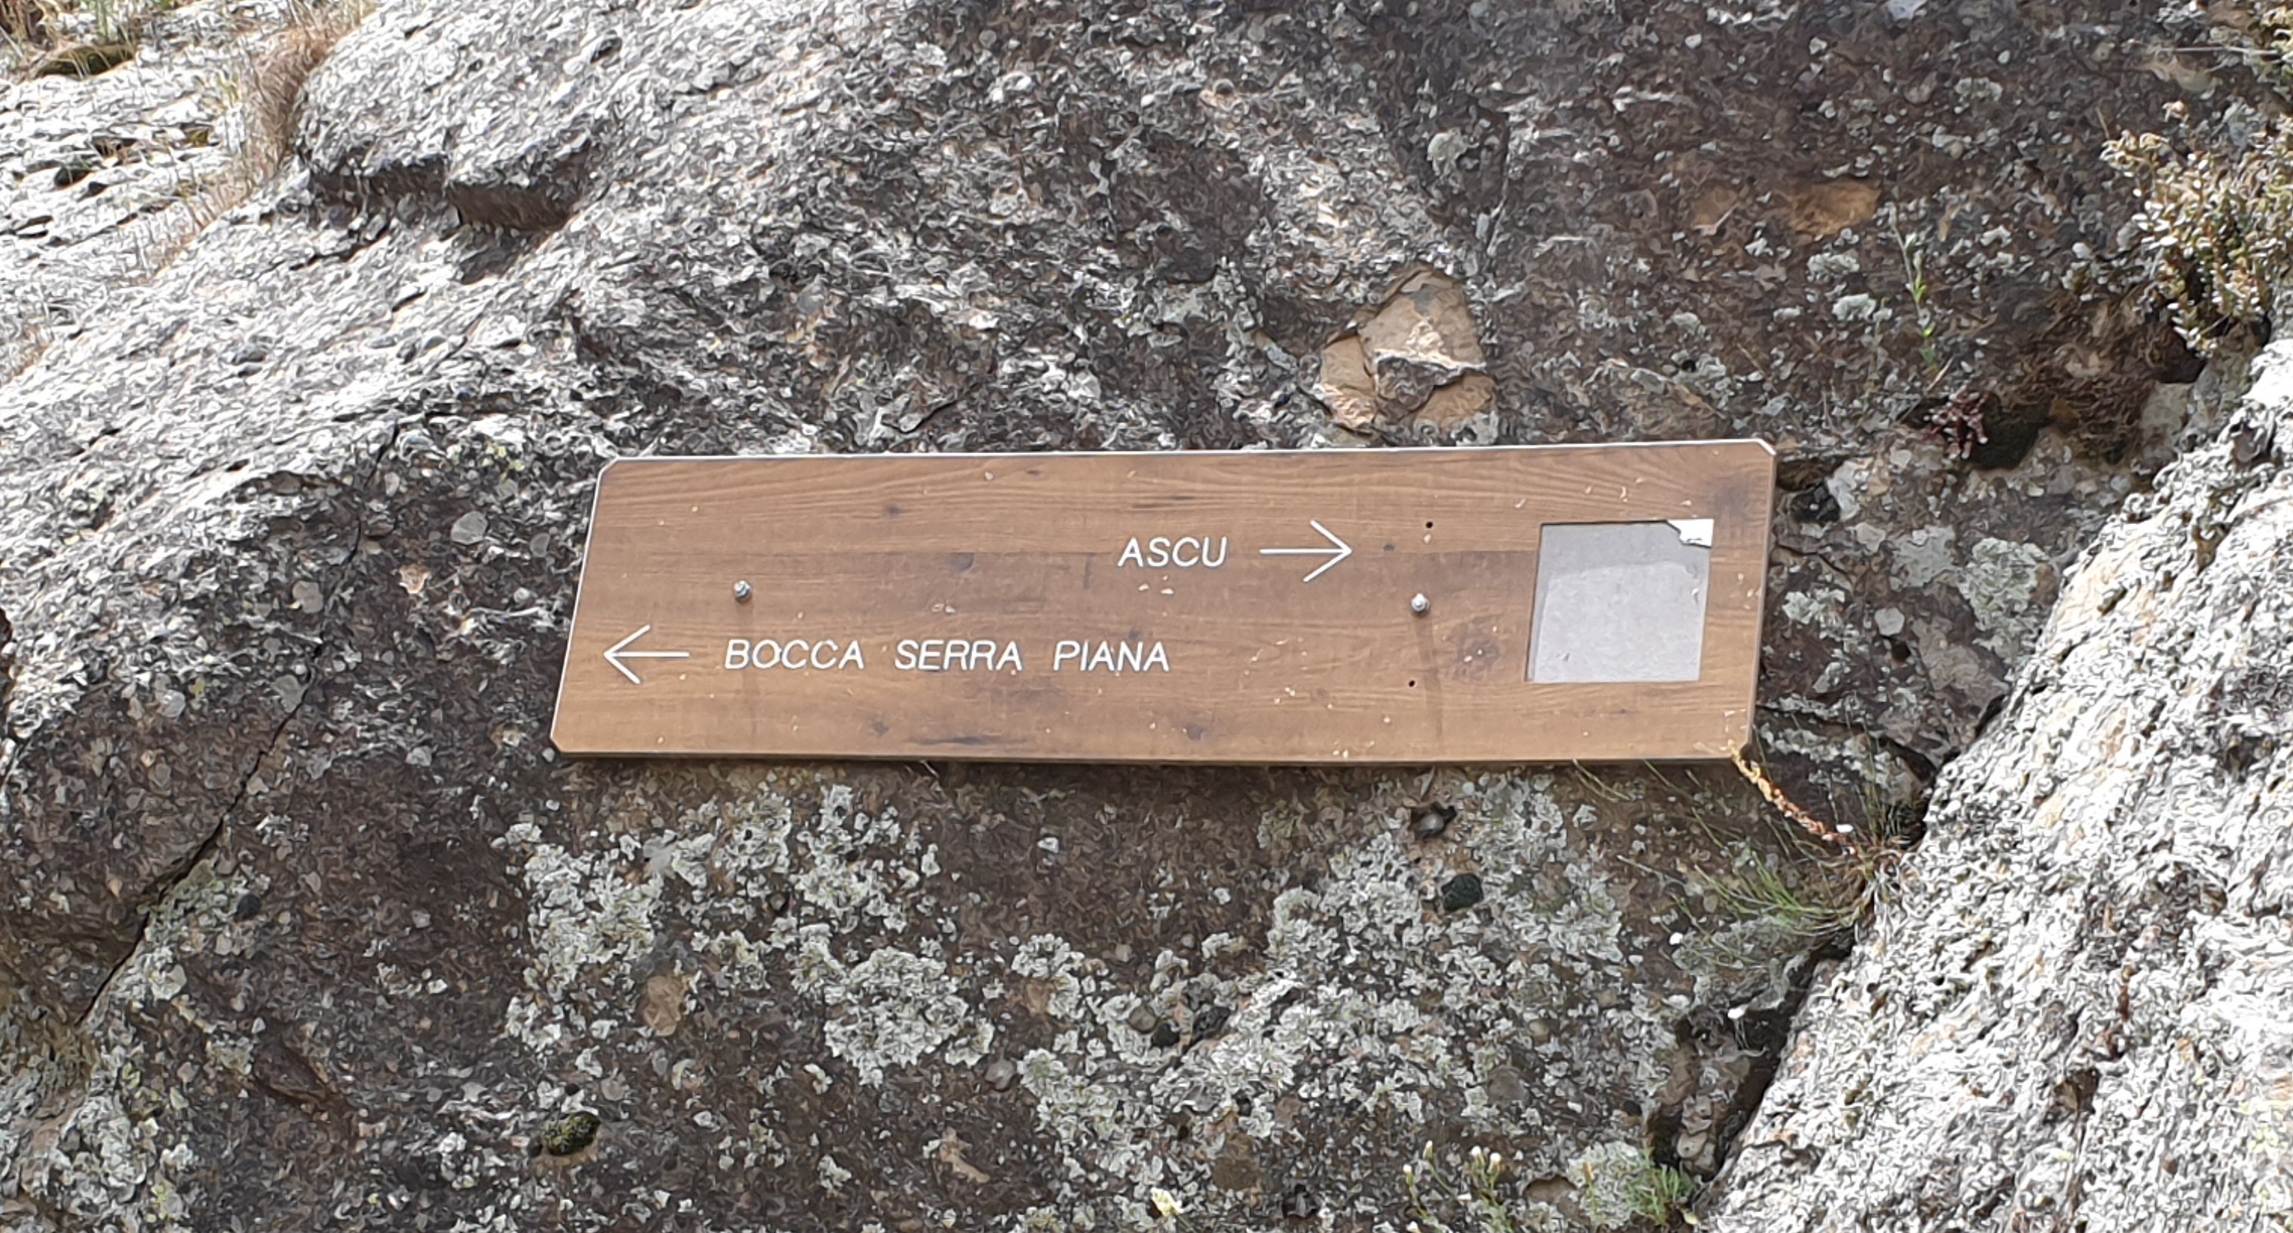 ASCU →
← BOCCA SERRA PIANA